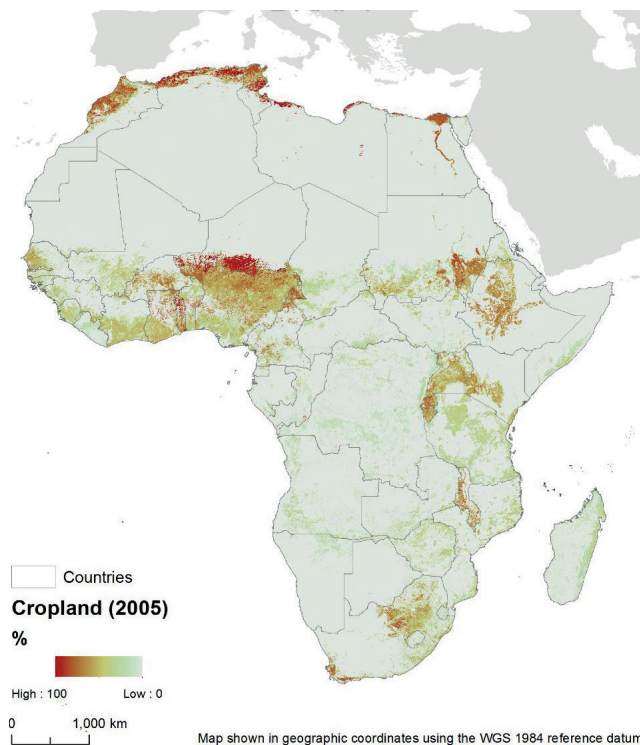 Countries
Cropland (2005)
%
High : 100 Low : 0
0 1,000 km
Map shown in geographic coordinates using the WGS 1984 reference datum